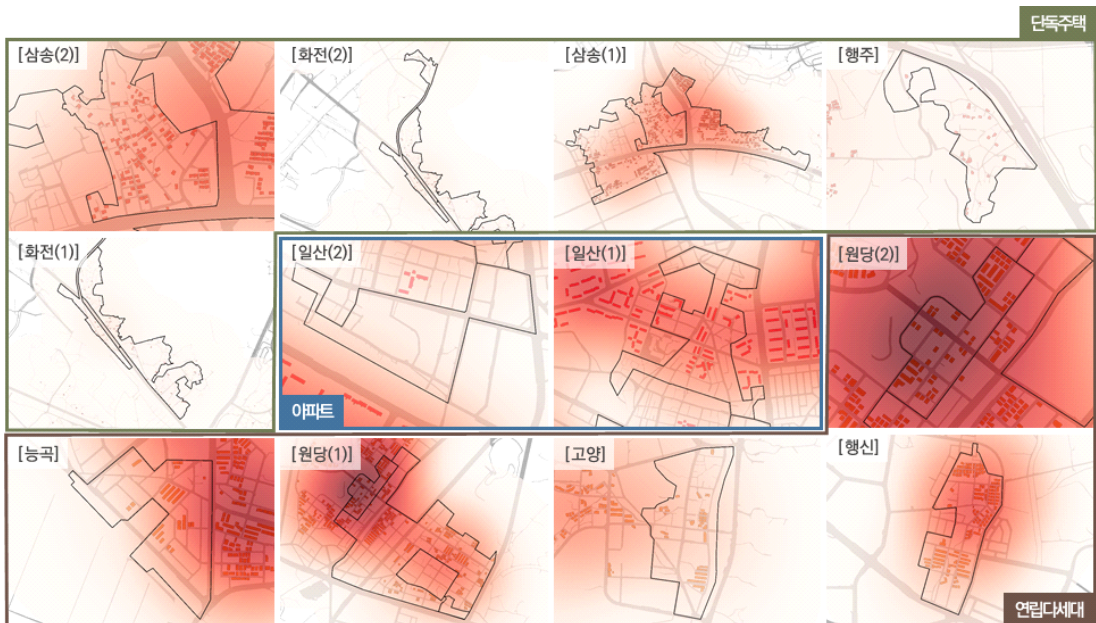 단독주택
[삼송(2)]
[화전(2)]
[삼송(1)]
[행주]
[화전(1)]
[일산(2)]
[일산(1)]
[원당(2)]
아파트
[능곡]
[원당(1)]
[고양]
[행신]
연립다세대